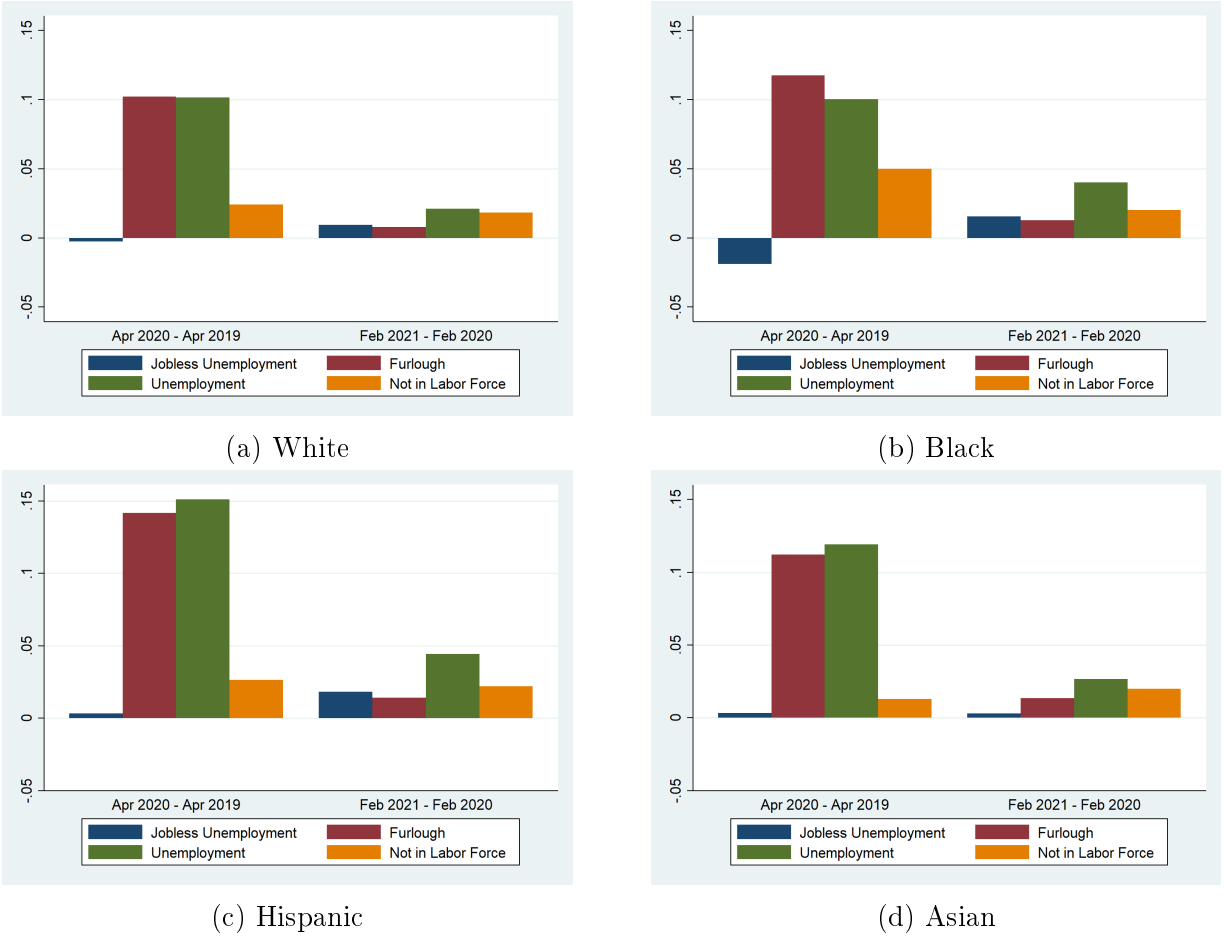 .15
.1
.05
0
-.05
Apr 2020 - Apr 2019 Feb 2021 - Feb 2020
Jobless Unemployment Furlough
Unemployment Not in Labor Force
(a) White
.15
.1
.05
0
-.05
Apr 2020 - Apr 2019 Feb 2021 - Feb 2020
Jobless Unemployment Furlough
Unemployment Not in Labor Force
(b) Black
.15
.1
.05
0
-.05
Apr 2020 - Apr 2019 Feb 2021 - Feb 2020
Jobless Unemployment Furlough
Unemployment Not in Labor Force
(c) Hispanic
.15
.1
.05
0
-.05
Apr 2020 - Apr 2019 Feb 2021 - Feb 2020
Jobless Unemployment Furlough
Unemployment Not in Labor Force
(d) Asian